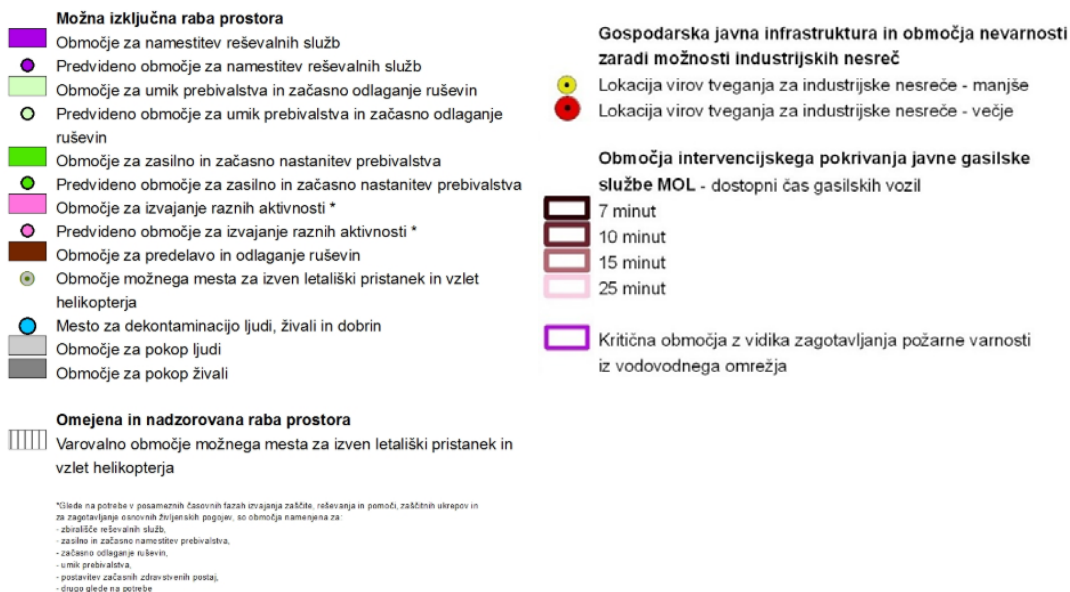 Možna izključna raba prostora
Območje za namestitev reševalnih služb
Predvideno območje za namestitev reševalnih služb
Območje za umik prebivalstva in začasno odlaganje ruševin
Predvideno območje za umik prebivalstva in začasno odlaganje
ruševin
Območje za zasilno in začasno nastanitev prebivalstva
Predvideno območje za zasilno in začasno nastanitev prebivalstva
Območje za izvajanje raznih aktivnosti *
Predvideno območje za izvajanje raznih aktivnosti *
Območje za predelavo in odlaganje ruševin
Območje možnega mesta za izven letališki pristanek in vzlet
helikopterja
Mesto za dekontaminacijo ljudi, živali in dobrin
Območje za pokop ljudi
Območje za pokop živali
Omejena in nadzorovana raba prostora
Varovalno območje možnega mesta za izven letališki pristanek in
vzlet helikopterja
*Glede na potrebe v posameznih časovnih fazah izvajanja zaščite, reševanja in pomoči, zaščitnih ukrepov in
za zagotavljanje osnovnih življenskih pogojev, so območja namenjena za:
- zbirališče reševalnih služb,
- zasilno in začasno namestitev prebivalstva,
- začasno odlaganje ruševin,
- umik prebivalstva,
- postavitev začasnih zdravstvenih postaj,
- drugo glede na potrebe
Gospodarska javna infrastruktura in območja nevarnosti
zaradi možnosti industrijskih nesreč
Lokacija virov tveganja za industrijske nesreče - manjše
Lokacija virov tveganja za industrijske nesreče - večje
Območja intervencijskega pokrivanja javne gasilske
službe MOL - dostopni čas gasilskih vozil
7 minut
10 minut
15 minut
25 minut
Kritična območja z vidika zagotavljanja požarne varnosti
iz vodovodnega omrežja